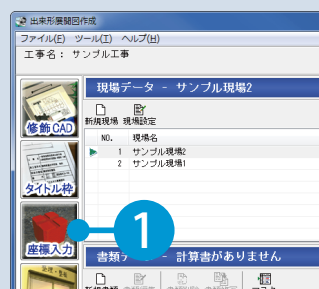 出来形展開図作成
ファイル(F) ツール(T) ヘルプ(H)
工事名： サンプル工事
現場データ - サンプル現場2
新規現場 現場設定
NO. 現場名
1 サンプル現場2
2 サンプル現場1
修飾CAD
タイトル枠
座標入力
1
書類デ
- 計算書がありません